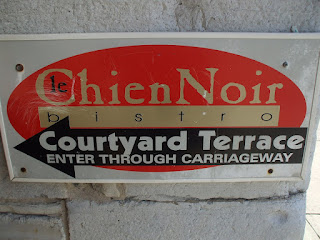 le ChienNoir
bistro
Courtyard Terrace
ENTER THROUGH CARRIAGEWAY